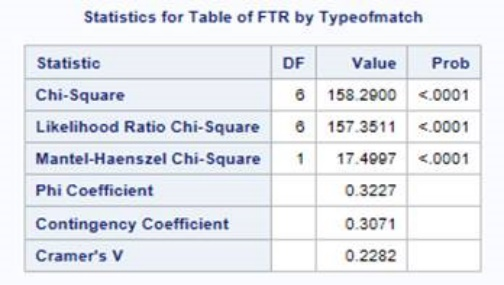 Statistics for Table of FTR by Typeofmatch
Statistic DF Value Prob
Chi-Square 6 158.2900 <.0001
Likelihood Ratio Chi-Square 6 157.3511 <.0001
Mantel-Haenszel Chi-Square 1 17.4997 <.0001
Phi Coefficient 0.3227
Contingency Coefficient 0.3071
Cramer's V 0.2282